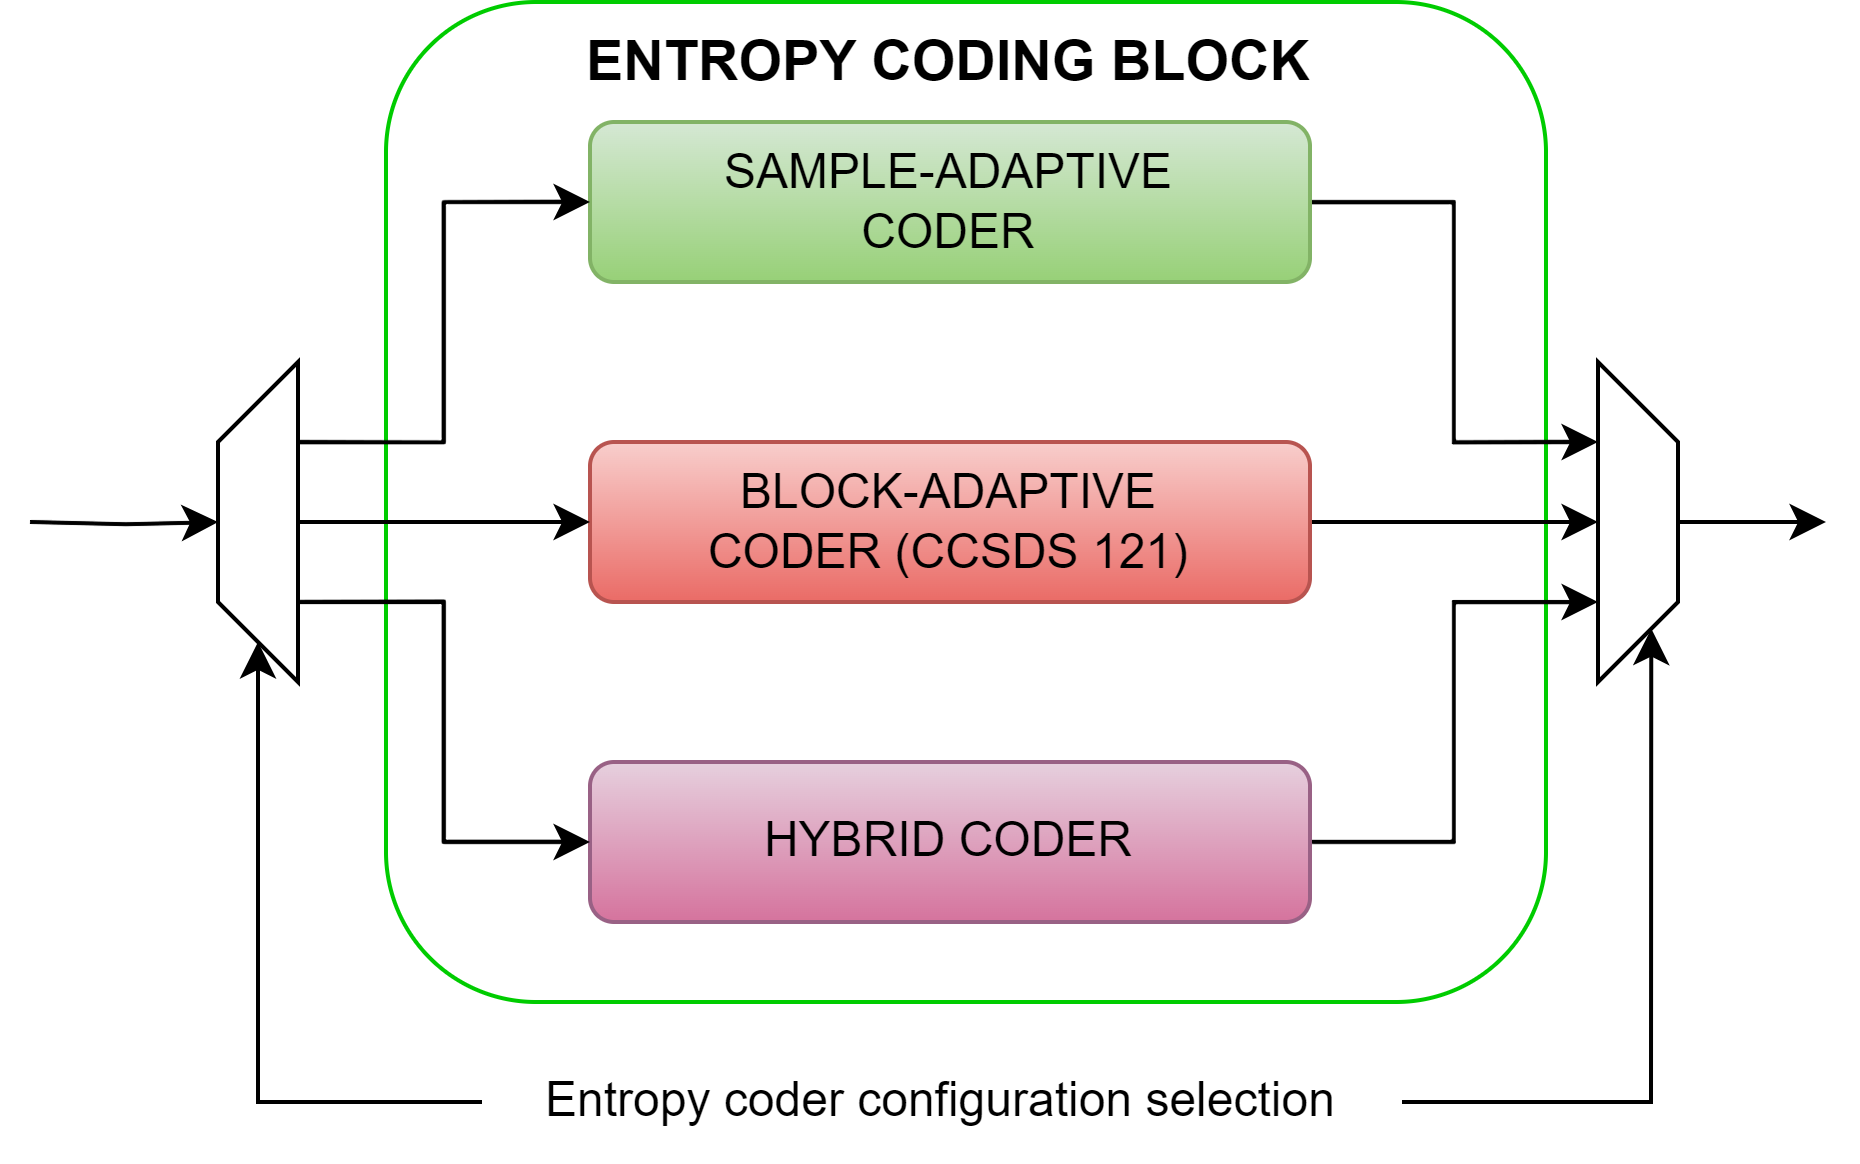 ENTROPY CODING BLOCK
SAMPLE-ADAPTIVE
CODER
BLOCK-ADAPTIVE
CODER (CCSDS 121)
HYBRID CODER
Entropy coder configuration selection